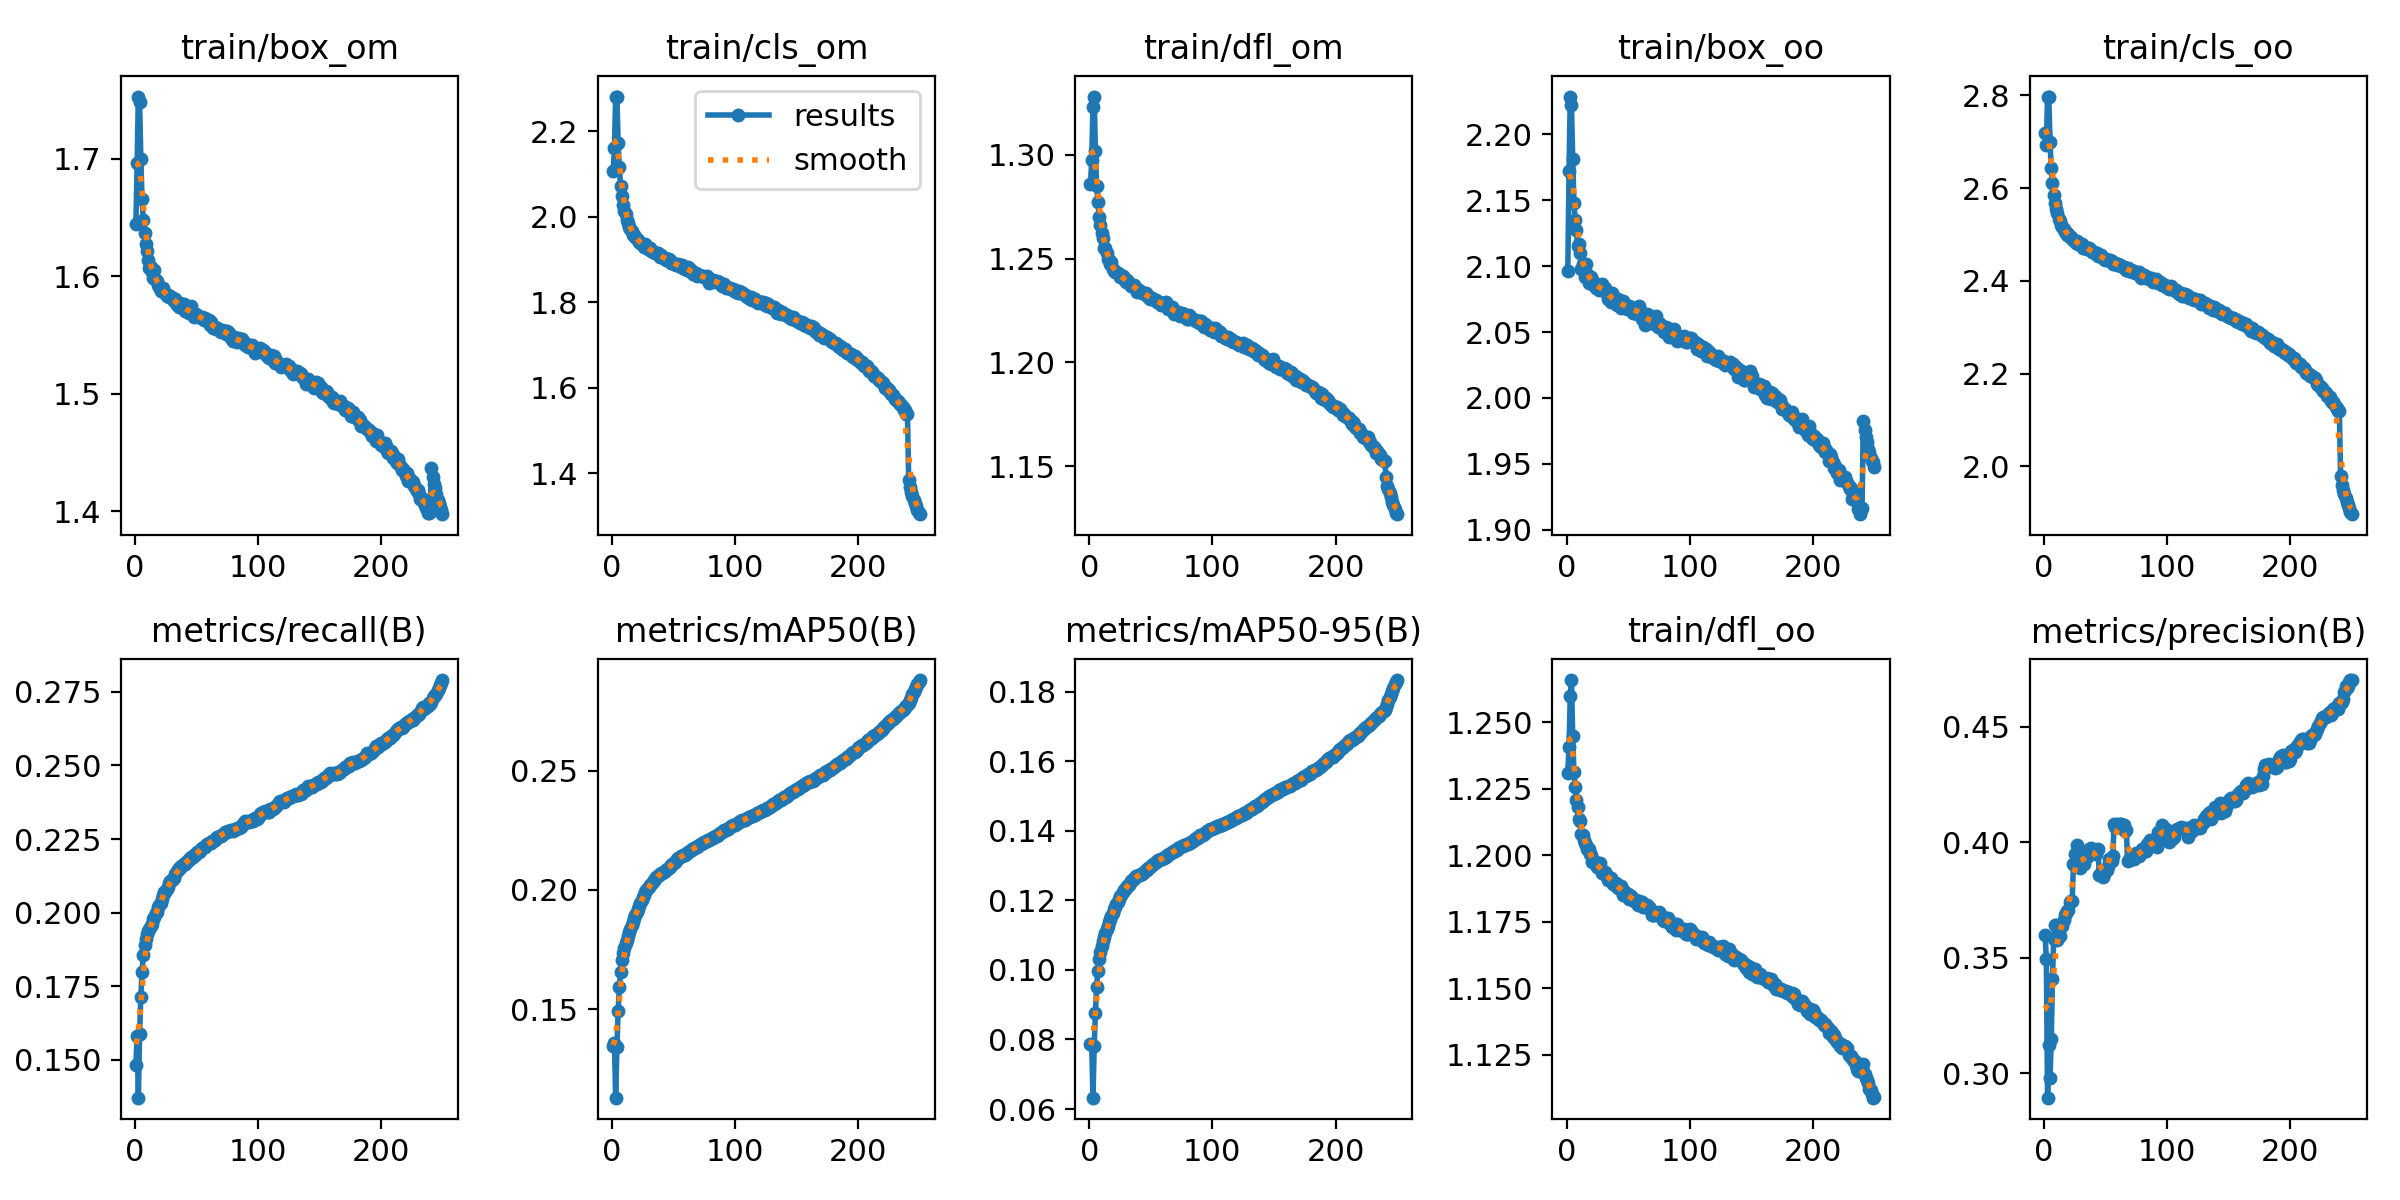 train/box_om
train/cls_om
train/dfl_om
train/box_oo
train/cls_oo
1.7
1.6
1.5
1.4
0 100 200
results
smooth
2.2
2.0
1.8
1.6
1.4
0 100 200
1.30
1.25
1.20
1.15
0 100 200
2.20
2.15
2.10
2.05
2.00
1.95
1.90
0 100 200
2.8
2.6
2.4
2.2
2.0
0 100 200
metrics/recall(B)
metrics/mAP50(B)
metrics/mAP50-95(B)
train/dfl_oo
metrics/precision(B)
0.275
0.250
0.225
0.200
0.175
0.150
0 100 200
0.25
0.20
0.15
0 100 200
0.18
0.16
0.14
0.12
0.10
0.08
0.06
0 100 200
1.250
1.225
1.200
1.175
1.150
1.125
0 100 200
0.45
0.40
0.35
0.30
0 100 200